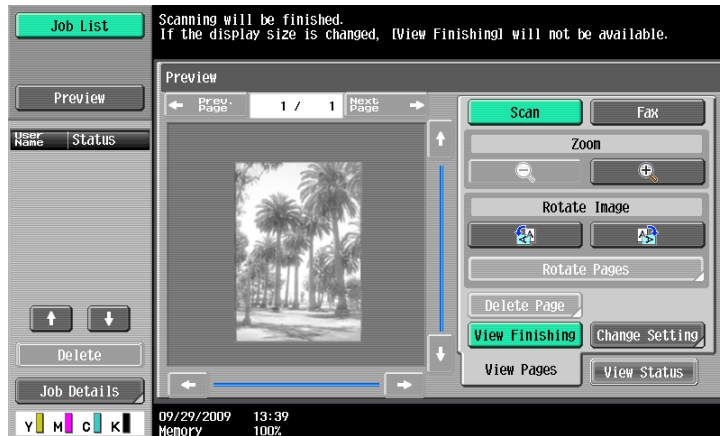 Job List
Scanning will be finished.
If the display size is changed, [View Finishing] will not be available.
Preview
Preview
Prev. Page
1 / 1
Next Page
User Name
Status
Scan
Fax
Zoom
Rotate Image
Rotate Pages
Delete Page
View Finishing
Change Setting
View Pages
View Status
Delete
Job Details
Y M C K
09/29/2009 13:39
Memory 100%